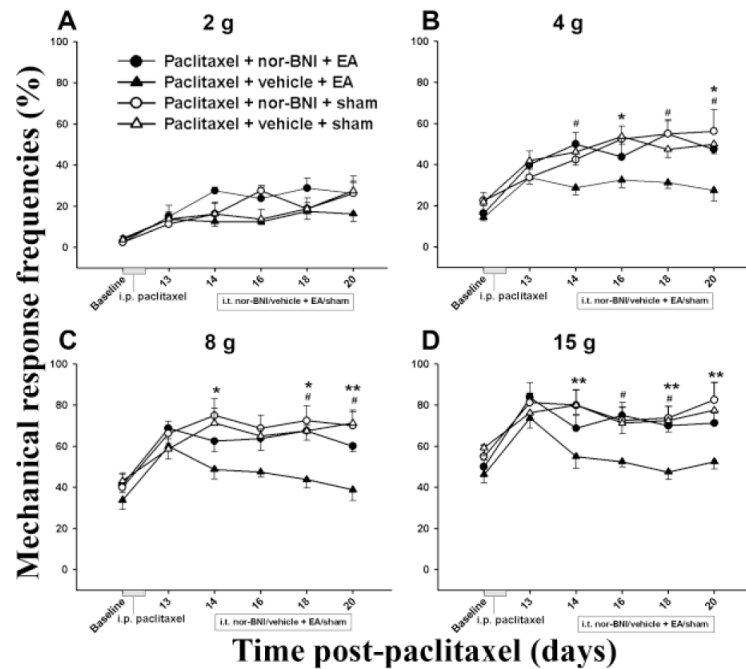 Mechanical response frequencies (%)
A
2 g
100
80
60
40
20
0
Paclitaxel + nor-BNI + EA
Paclitaxel + vehicle + EA
Paclitaxel + nor-BNI + sham
Paclitaxel + vehicle + sham
Baseline
13
14
16
18
20
i.p. paclitaxel
i.t. nor-BNI/vehicle + EA/sham
B
4 g
100
80
60
40
20
0
#
*
#
*
#
Baseline
13
14
16
18
20
i.p. paclitaxel
i.t. nor-BNI/vehicle + EA/sham
C
8 g
100
80
60
40
20
0
*
*
#
**
#
Baseline
13
14
16
18
20
i.p. paclitaxel
i.t. nor-BNI/vehicle + EA/sham
D
15 g
100
80
60
40
20
0
**
#
**
#
**
Baseline
13
14
16
18
20
i.p. paclitaxel
i.t. nor-BNI/vehicle + EA/sham
Time post-paclitaxel (days)